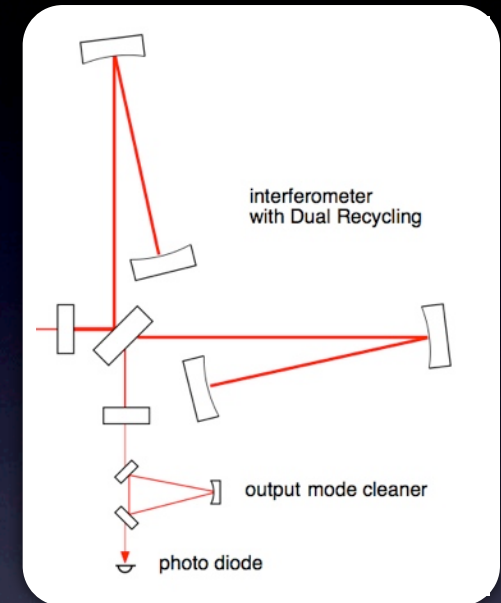 interferometer
with Dual Recycling
output mode cleaner
photo diode